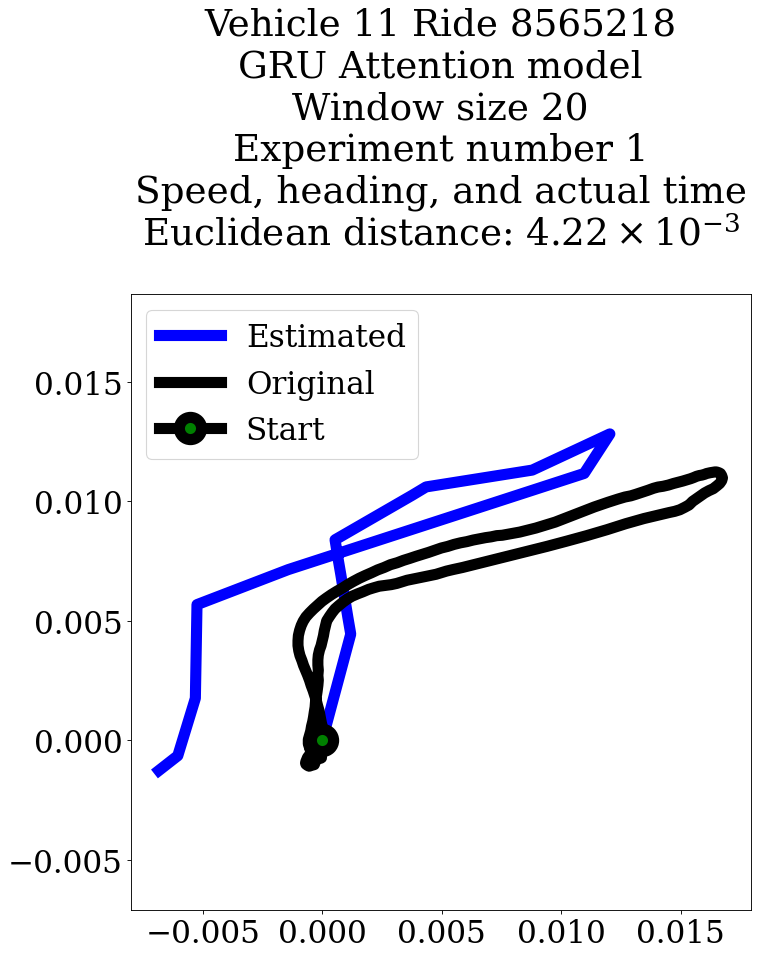 Vehicle 11 Ride 8565218
GRU Attention model
Window size 20
Experiment number 1
Speed, heading, and actual time
Euclidean distance: 4.22 × 10⁻³
Estimated
Original
Start
0.015
0.010
0.005
0.000
−0.005
−0.005 0.000 0.005 0.010 0.015